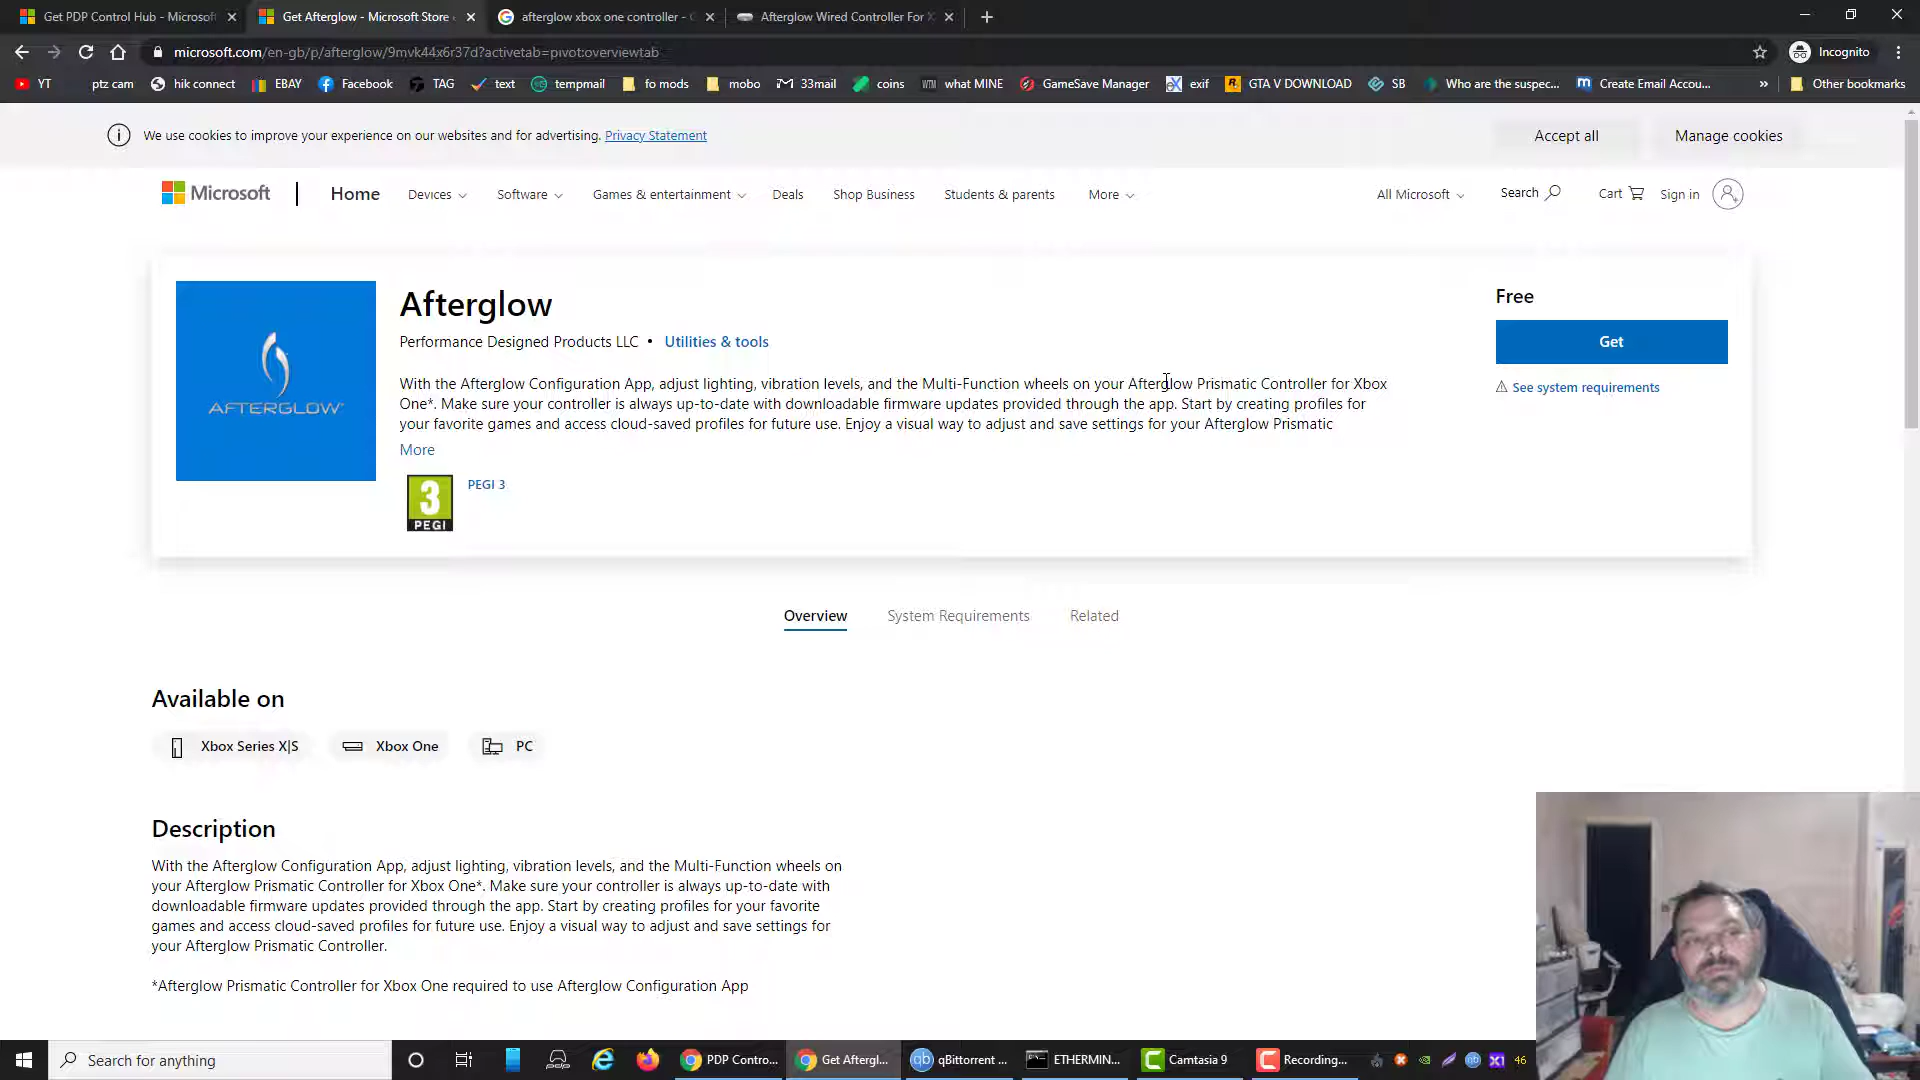 Get PDP Control Hub - Microsoft
Get Afterglow - Microsoft Store
afterglow xbox one controller -
Afterglow Wired Controller For
microsoft.com/en-gb/p/afterglow/9mvk44x6r37d?activetab=pivot:overviewtab
Incognito
YT
ptz cam
hik connect
EBAY
Facebook
TAG
text
tempmail
fo mods
mobo
33mail
coins
what MINE
GameSave Manager
exif
GTA V DOWNLOAD
SB
Who are the suspec...
Create Email Accou...
»
Other bookmarks
We use cookies to improve your experience on our websites and for advertising. Privacy Statement
Accept all
Manage cookies
Microsoft
Home
Devices
Software
Games & entertainment
Deals
Shop Business
Students & parents
More
All Microsoft
Search
Cart
Sign in
AFTERGLOW
Afterglow
Performance Designed Products LLC • Utilities & tools
With the Afterglow Configuration App, adjust lighting, vibration levels, and the Multi-Function wheels on your Afterglow Prismatic Controller for Xbox
One*. Make sure your controller is always up-to-date with downloadable firmware updates provided through the app. Start by creating profiles for
your favorite games and access cloud-saved profiles for future use. Enjoy a visual way to adjust and save settings for your Afterglow Prismatic
More
3
PEGI
PEGI 3
Free
Get
See system requirements
Overview
System Requirements
Related
Available on
Xbox Series X|S
Xbox One
PC
Description
With the Afterglow Configuration App, adjust lighting, vibration levels, and the Multi-Function wheels on
your Afterglow Prismatic Controller for Xbox One*. Make sure your controller is always up-to-date with
downloadable firmware updates provided through the app. Start by creating profiles for your favorite
games and access cloud-saved profiles for future use. Enjoy a visual way to adjust and save settings for
your Afterglow Prismatic Controller.
*Afterglow Prismatic Controller for Xbox One required to use Afterglow Configuration App
Search for anything
PDP Contro...
Get Aftergl...
qBittorrent ...
ETHERMIN...
Camtasia 9
Recording...
46